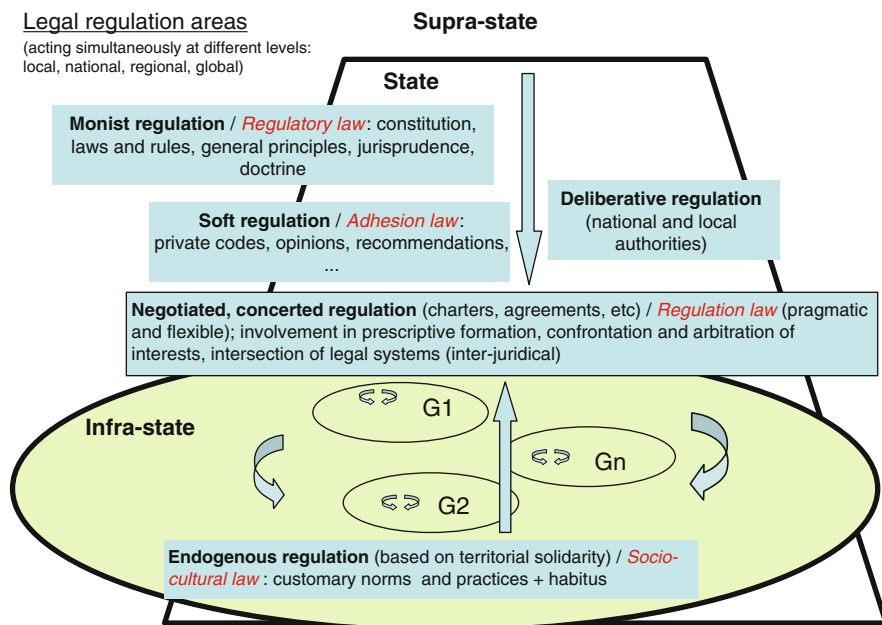 Legal regulation areas
(acting simultaneously at different levels:
local, national, regional, global)
Supra-state
State
Monist regulation / Regulatory law: constitution,
laws and rules, general principles, jurisprudence,
doctrine
Soft regulation / Adhesion law:
private codes, opinions, recommendations,
...
Deliberative regulation
(national and local
authorities)
Negotiated, concerted regulation (charters, agreements, etc) / Regulation law (pragmatic
and flexible); involvement in prescriptive formation, confrontation and arbitration of
interests, intersection of legal systems (inter-juridical)
Infra-state
G1
Gn
G2
Endogenous regulation (based on territorial solidarity) / Socio-
cultural law : customary norms and practices + habitus